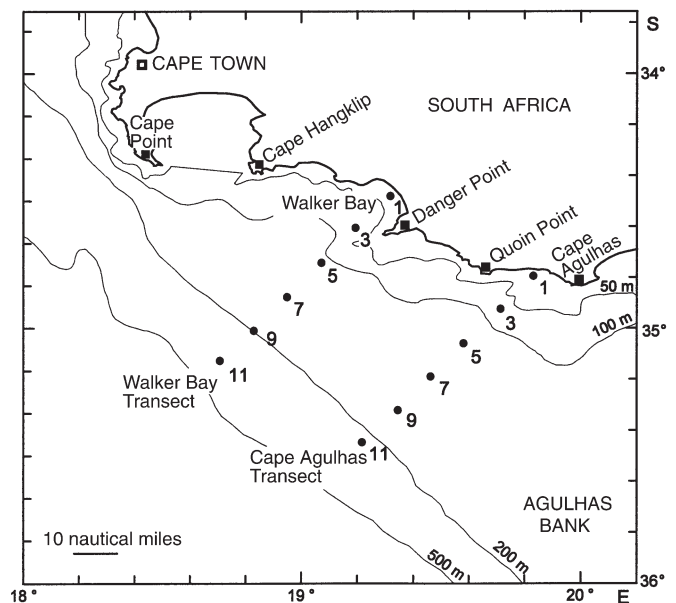 S
34°
CAPE TOWN
SOUTH AFRICA
Cape
Point
Cape Hangklip
Walker Bay
1
Danger Point
3
Quoin Point
Cape
Agulhas
5
1
50 m
7
3
100 m
35°
9
5
11
7
Walker Bay
Transect
9
Cape Agulhas
Transect
11
AGULHAS
BANK
10 nautical miles
500 m
200 m
36°
18°
19°
20°
E